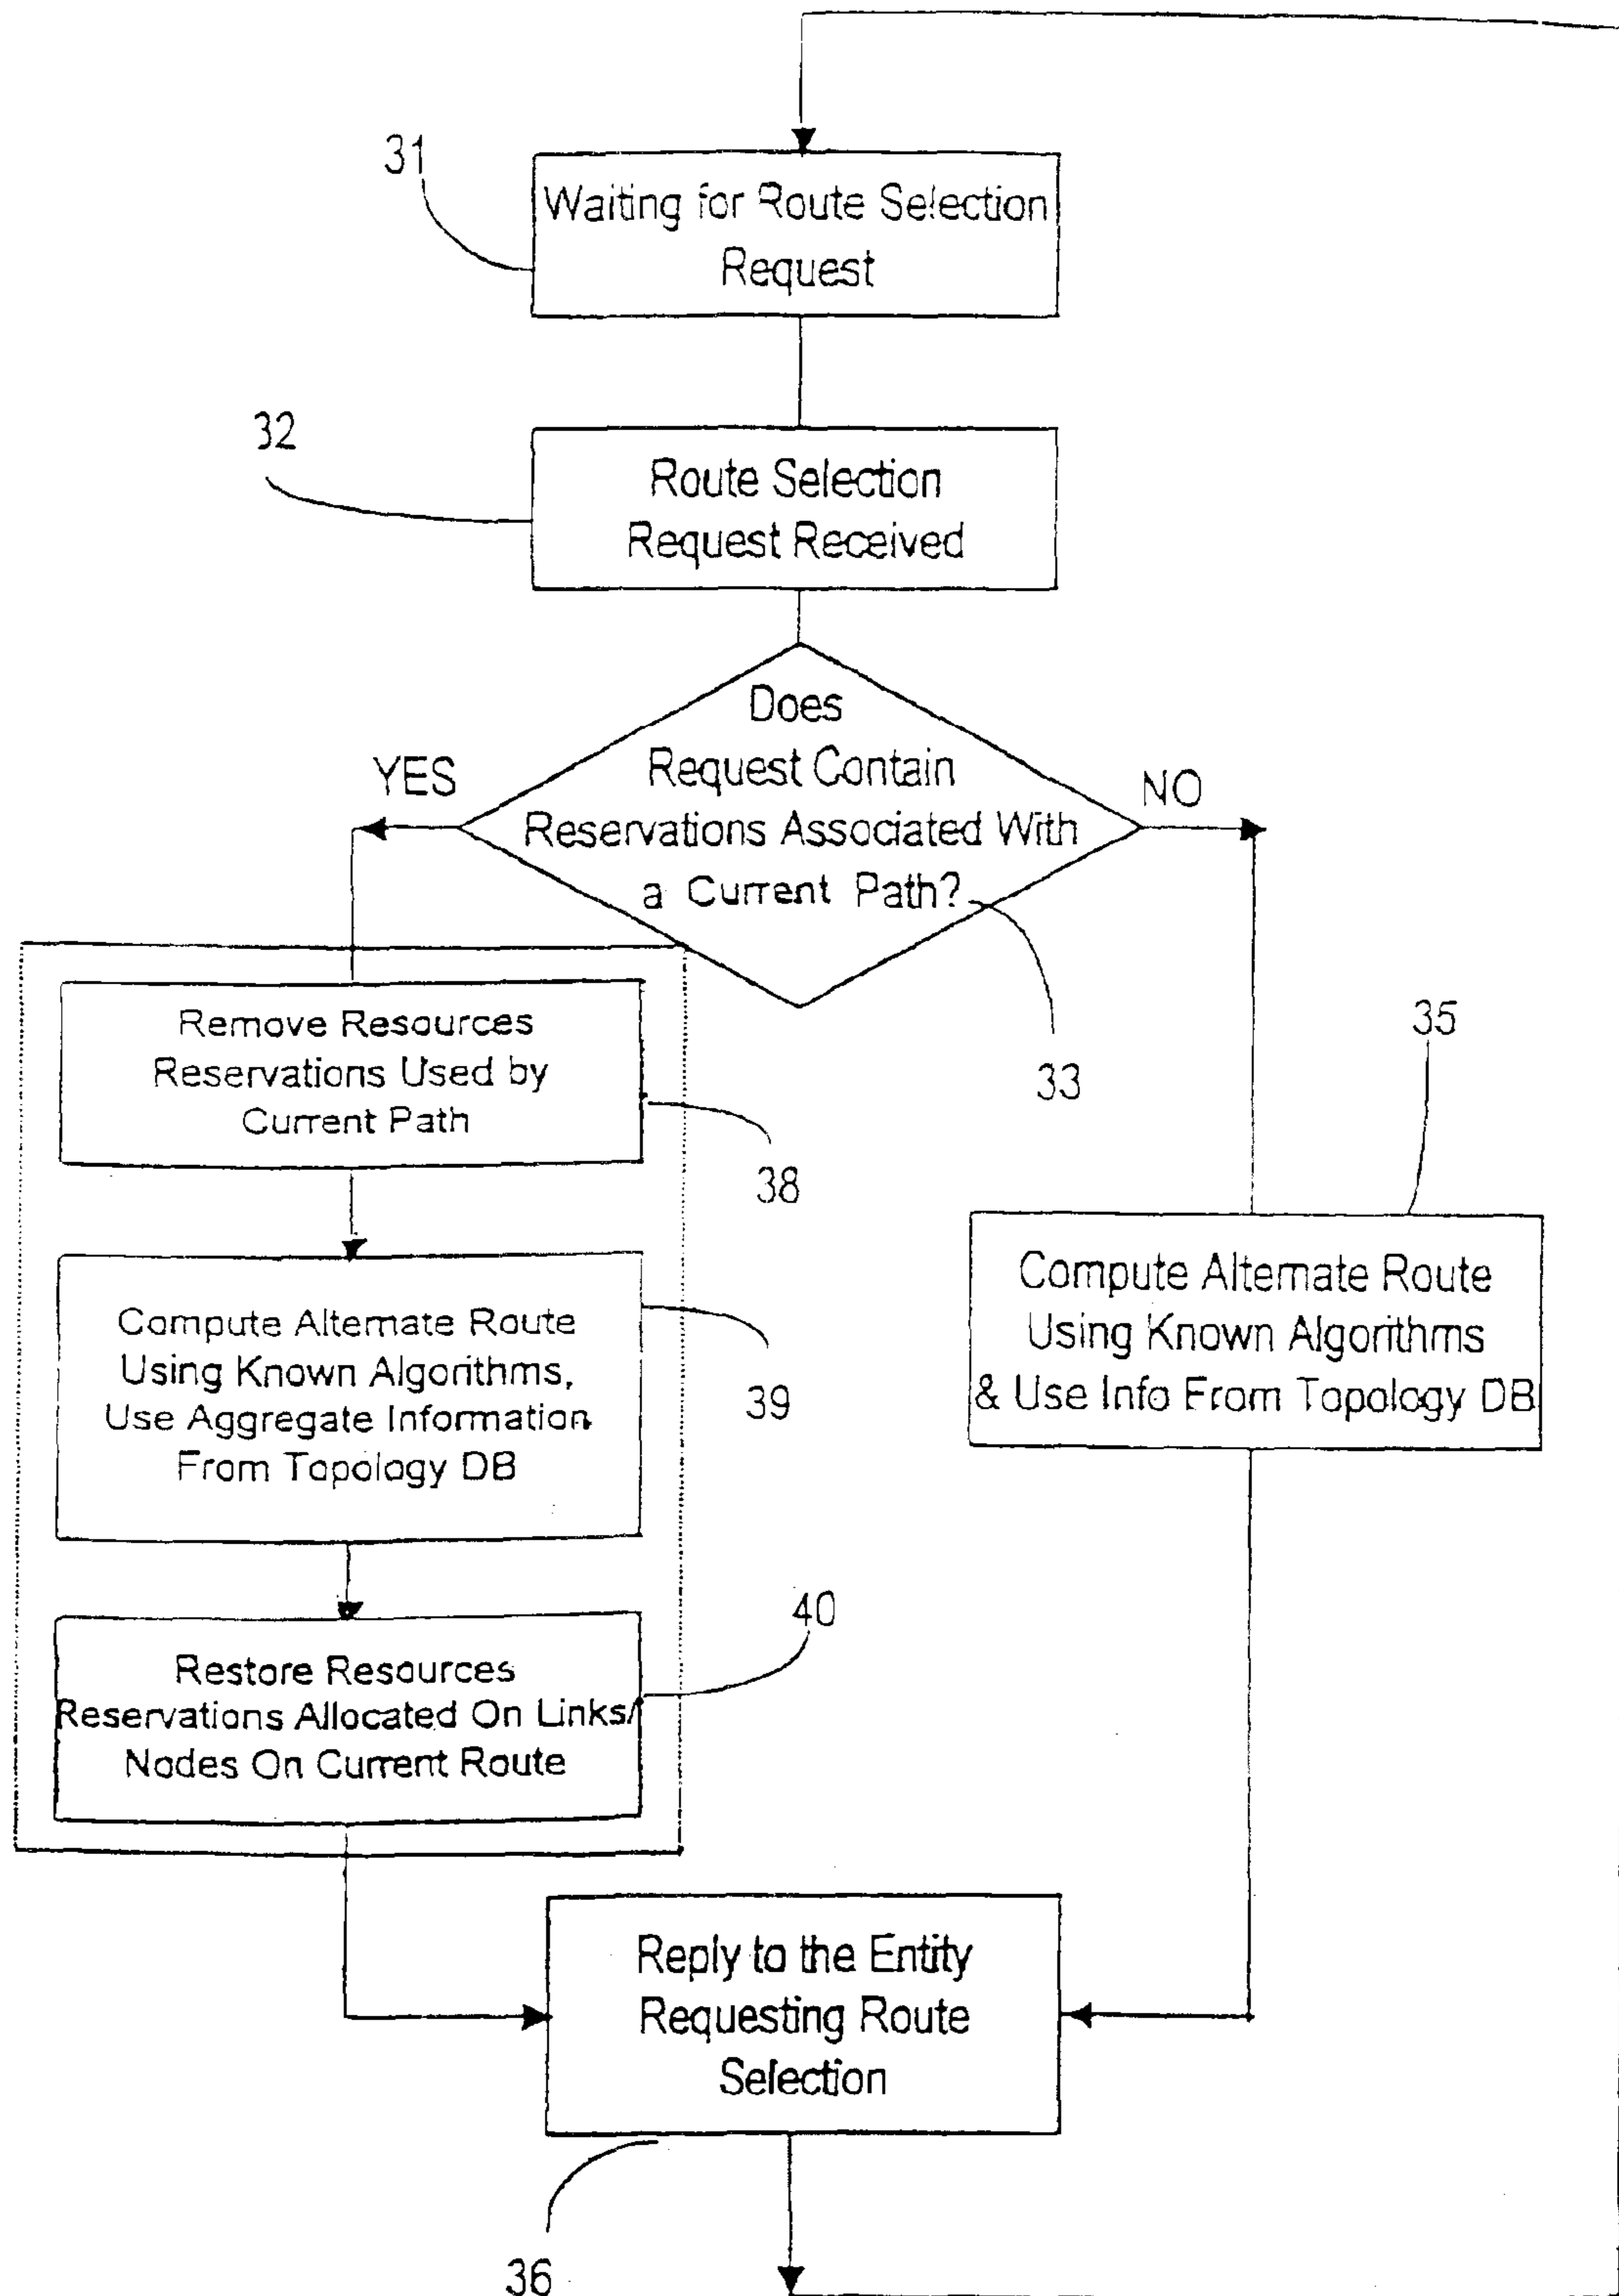 31
Waiting for Route Selection
Request
32
Route Selection
Request Received
Does
Request Contain
Reservations Associated With
a Current Path?
YES
NO
33
Remove Resources
Reservations Used by
Current Path
38
35
Compute Alternate Route
Using Known Algorithms,
Use Aggregate Information
From Topology DB
39
Compute Alternate Route
Using Known Algorithms
& Use Info From Topology DB
40
Restore Resources
Reservations Allocated On Links/
Nodes On Current Route
Reply to the Entity
Requesting Route
Selection
36